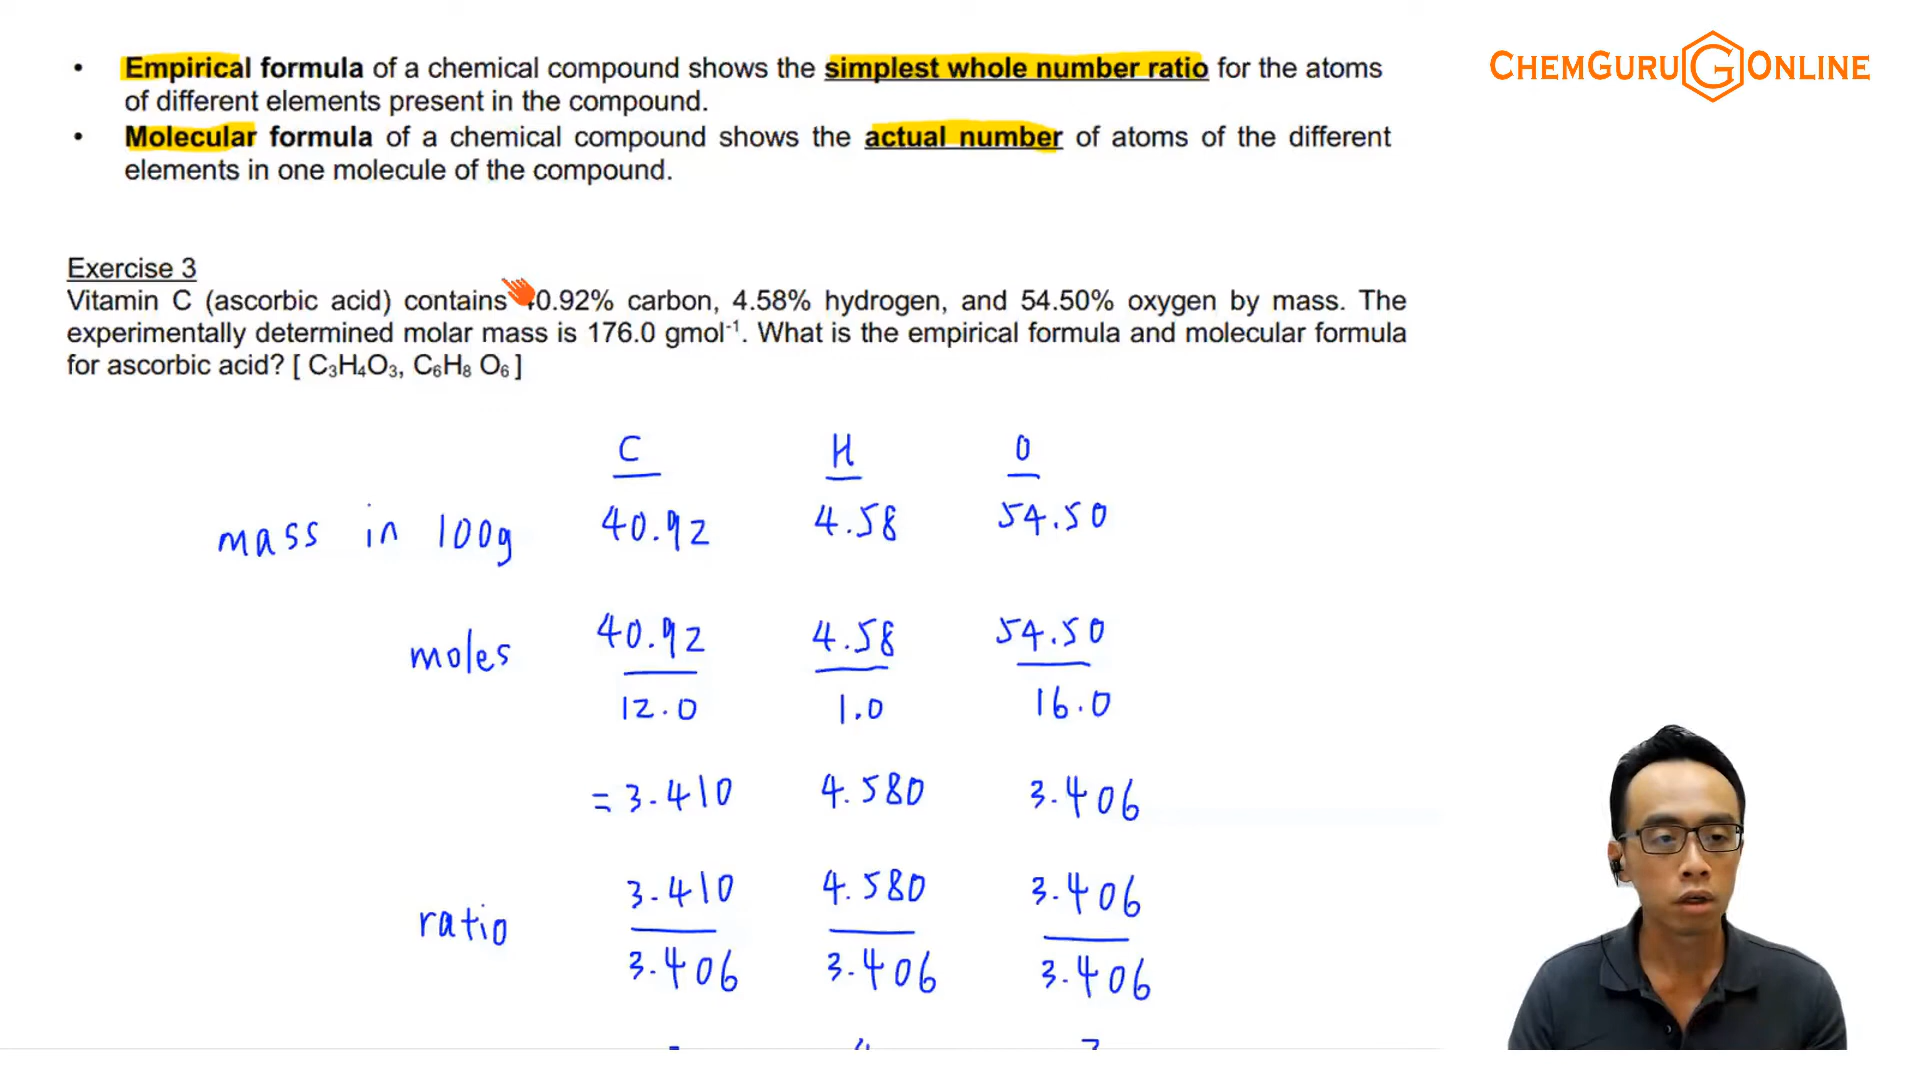 • Empirical formula of a chemical compound shows the simplest whole number ratio for the atoms
of different elements present in the compound.
• Molecular formula of a chemical compound shows the actual number of atoms of the different
elements in one molecule of the compound.
CHEMGURU G ONLINE
Exercise 3
Vitamin C (ascorbic acid) contains 40.92% carbon, 4.58% hydrogen, and 54.50% oxygen by mass. The
experimentally determined molar mass is 176.0 gmol⁻¹. What is the empirical formula and molecular formula
for ascorbic acid? [ C₃H₄O₃, C₆H₈ O₆ ]
C H O
mass in 100g 40.92 4.58 54.50
moles 40.92 4.58 54.50
12.0 1.0 16.0
= 3.410 4.580 3.406
ratio 3.410 4.580 3.406
3.406 3.406 3.406